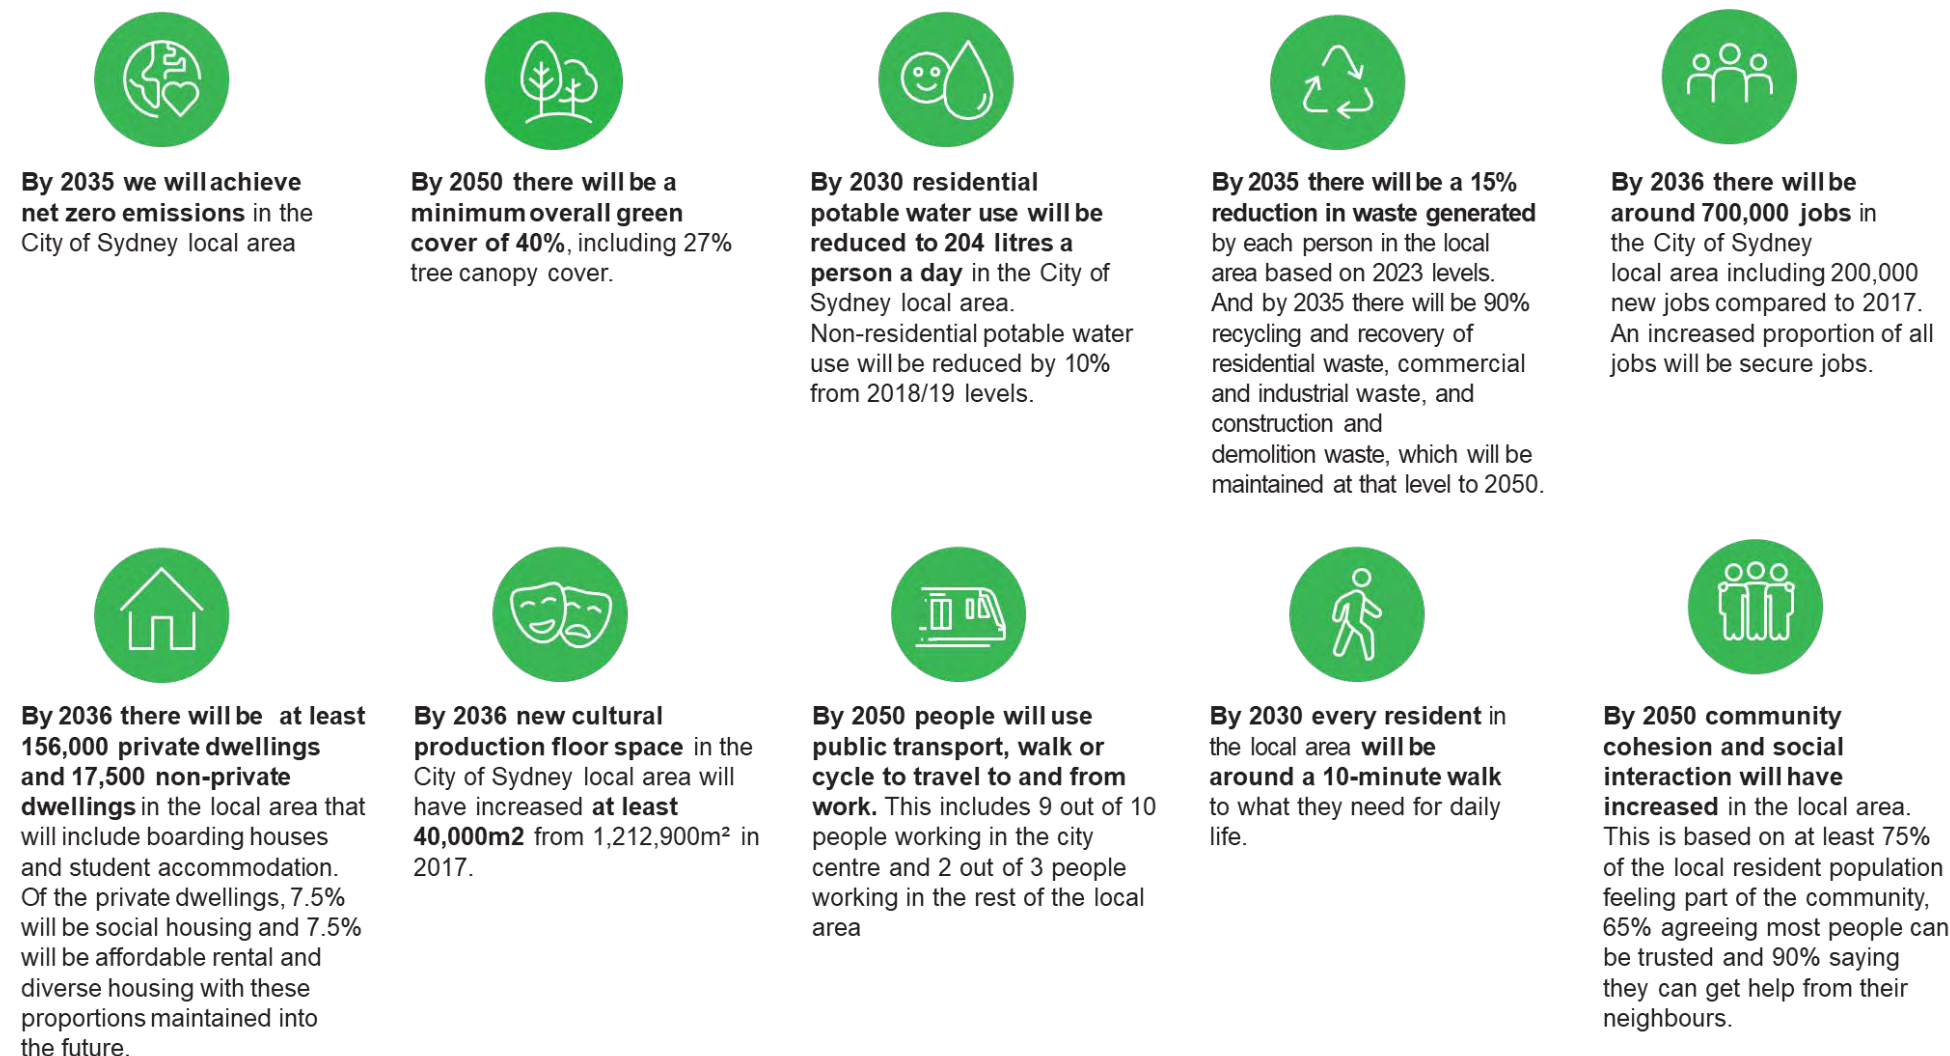 By 2035 we will achieve
net zero emissions in the
City of Sydney local area
By 2050 there will be a
minimum overall green
cover of 40%, including 27%
tree canopy cover.
By 2030 residential
potable water use will be
reduced to 204 litres a
person a day in the City of
Sydney local area.
Non-residential potable water
use will be reduced by 10%
from 2018/19 levels.
By 2035 there will be a 15%
reduction in waste generated
by each person in the local
area based on 2023 levels.
And by 2035 there will be 90%
recycling and recovery of
residential waste, commercial
and industrial waste, and
construction and
demolition waste, which will be
maintained at that level to 2050.
By 2036 there will be
around 700,000 jobs in
the City of Sydney
local area including 200,000
new jobs compared to 2017.
An increased proportion of all
jobs will be secure jobs.
By 2036 there will be at least
156,000 private dwellings
and 17,500 non-private
dwellings in the local area that
will include boarding houses
and student accommodation.
Of the private dwellings, 7.5%
will be social housing and 7.5%
will be affordable rental and
diverse housing with these
proportions maintained into
the future.
By 2036 new cultural
production floor space in the
City of Sydney local area will
have increased at least
40,000m2 from 1,212,900m² in
2017.
By 2050 people will use
public transport, walk or
cycle to travel to and from
work. This includes 9 out of 10
people working in the city
centre and 2 out of 3 people
working in the rest of the local
area
By 2030 every resident in
the local area will be
around a 10-minute walk
to what they need for daily
life.
By 2050 community
cohesion and social
interaction will have
increased in the local area.
This is based on at least 75%
of the local resident population
feeling part of the community,
65% agreeing most people can
be trusted and 90% saying
they can get help from their
neighbours.